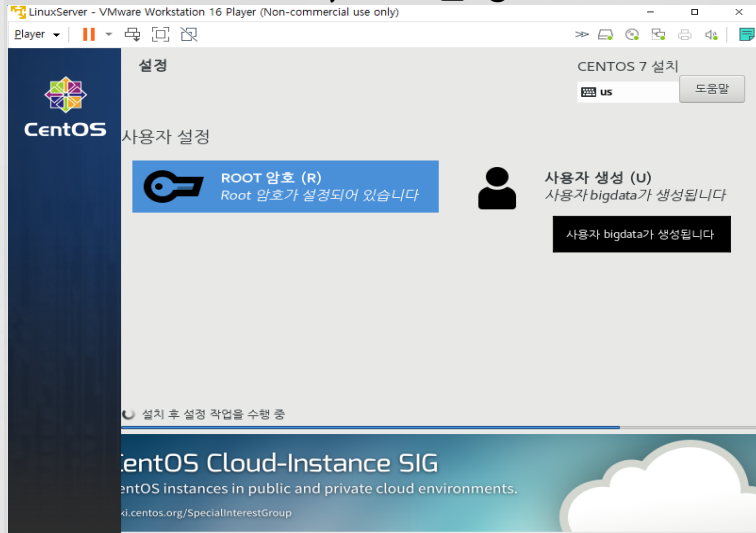 LinuxServer - VMware Workstation 16 Player (Non-commercial use only)
Player
설정
CENTOS 7 설치
us
도움말
CentOS
사용자 설정
ROOT 암호 (R)
Root 암호가 설정되어 있습니다
사용자 생성 (U)
사용자 bigdata가 생성됩니다
사용자 bigdata가 생성됩니다
설치 후 설정 작업을 수행 중
entOS Cloud-Instance SIG
entOS instances in public and private cloud environments.
ki.centos.org/SpecialInterestGroup